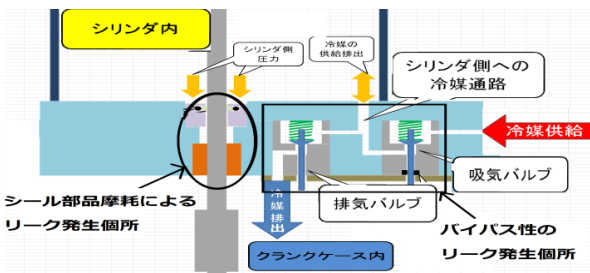 シリンダ内
シリンダ側
圧力
冷媒の
供給排出
シリンダ側への
冷媒通路
冷媒供給
吸気バルブ
排気バルブ
冷媒排出
シール部品摩耗による
リーク発生個所
バイパス性の
リーク発生個所
クランクケース内